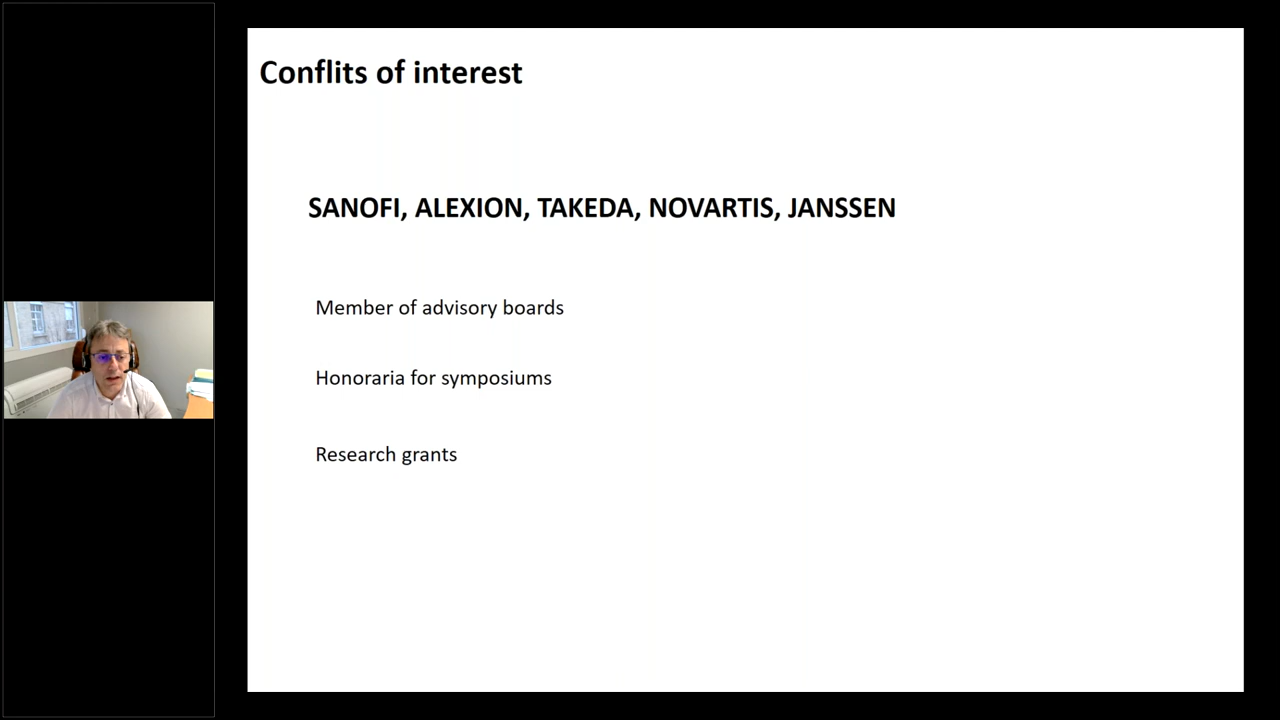 Conflits of interest
SANOFI, ALEXION, TAKEDA, NOVARTIS, JANSSEN
Member of advisory boards
Honoraria for symposiums
Research grants